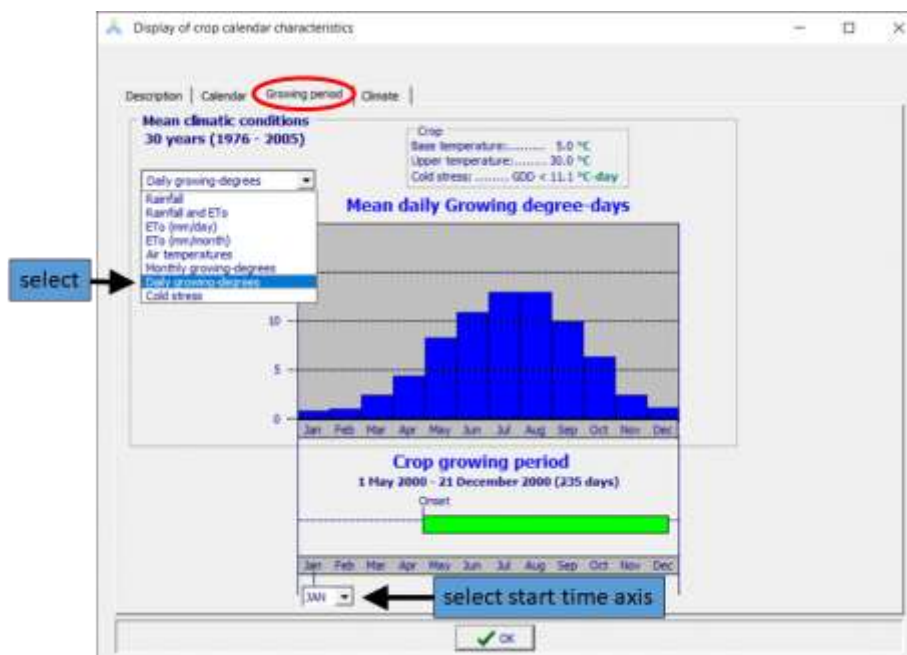 Display of crop calendar characteristics
Description Calendar Growing period Climate
Mean climatic conditions
30 years (1976 - 2005)
Crop
Base temperature:......... 5.0 °C
Upper temperature:....... 30.0 °C
Cold stress: ........ GDD < 11.1 °C-day
Daily growing-degrees
Rainfall
Rainfall and ETo
ETo (mm/day)
ETo (mm/month)
Air temperatures
Monthly growing-degrees
Daily growing-degrees
Cold stress
select
Mean daily Growing degree-days
10
5
0
Jan Feb Mar Apr May Jun Jul Aug Sep Oct Nov Dec
Crop growing period
1 May 2000 - 21 December 2000 (235 days)
Onset
Jan Feb Mar Apr May Jun Jul Aug Sep Oct Nov Dec
JAN
select start time axis
OK